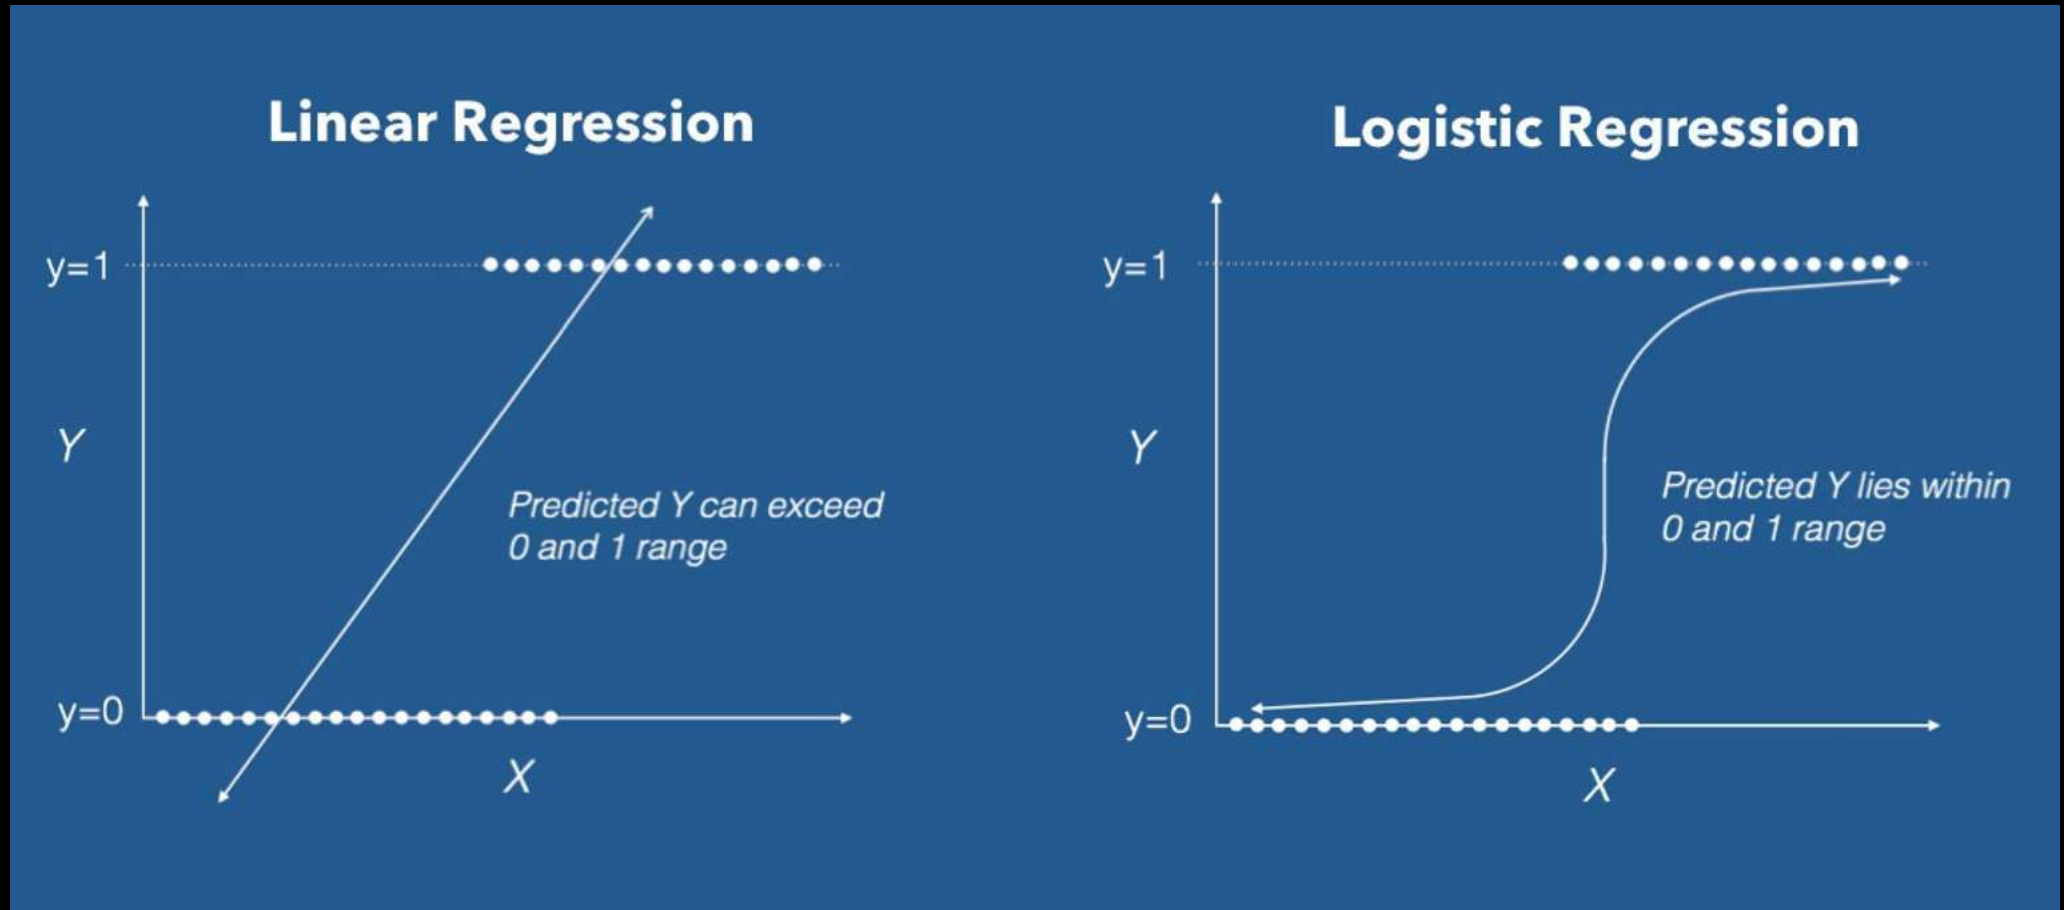 Linear Regression
y=1
Y
Predicted Y can exceed
0 and 1 range
y=0
X
Logistic Regression
y=1
Y
Predicted Y lies within
0 and 1 range
y=0
X